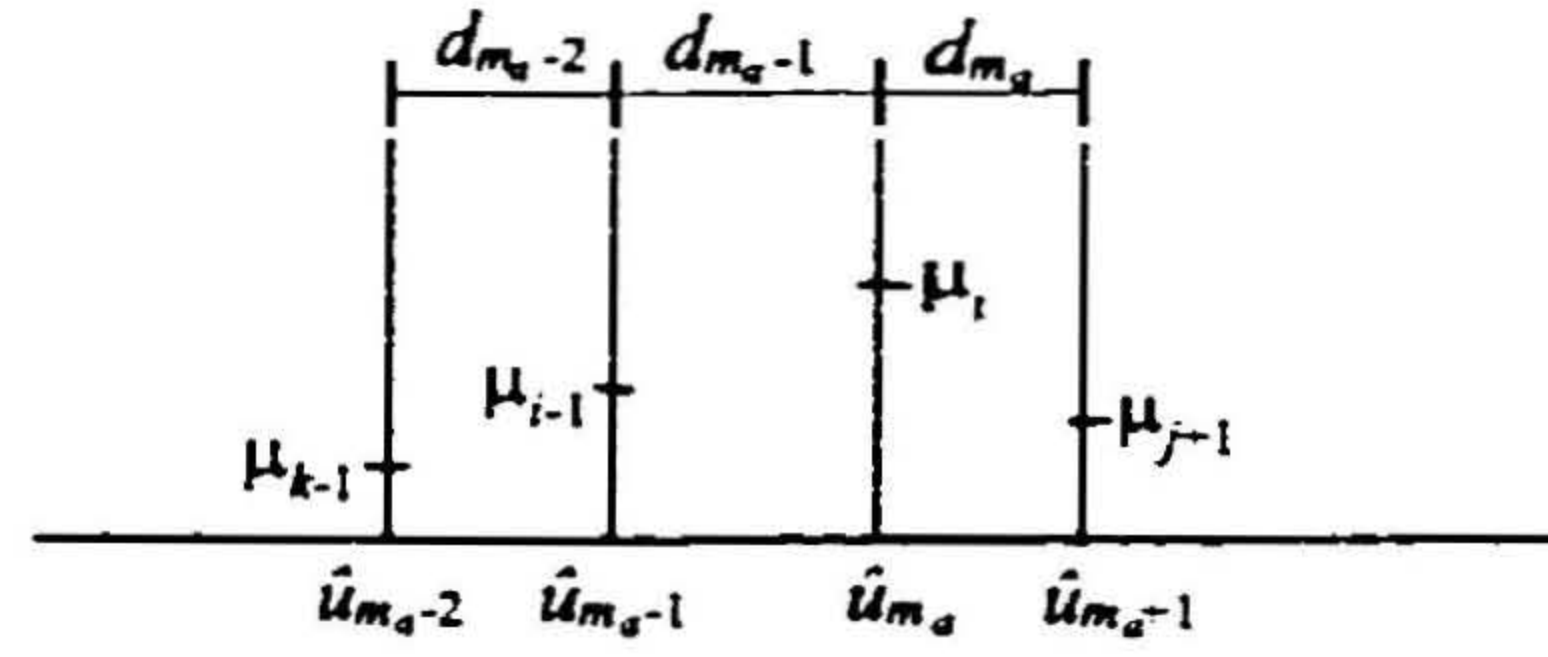 d_{m_a-2} d_{m_a-1} d_{m_a}
μ_i
μ_{i-1}
μ_{j+1}
μ_{k-1}
û_{m_a-2} û_{m_a-1} û_{m_a} û_{m_a+1}